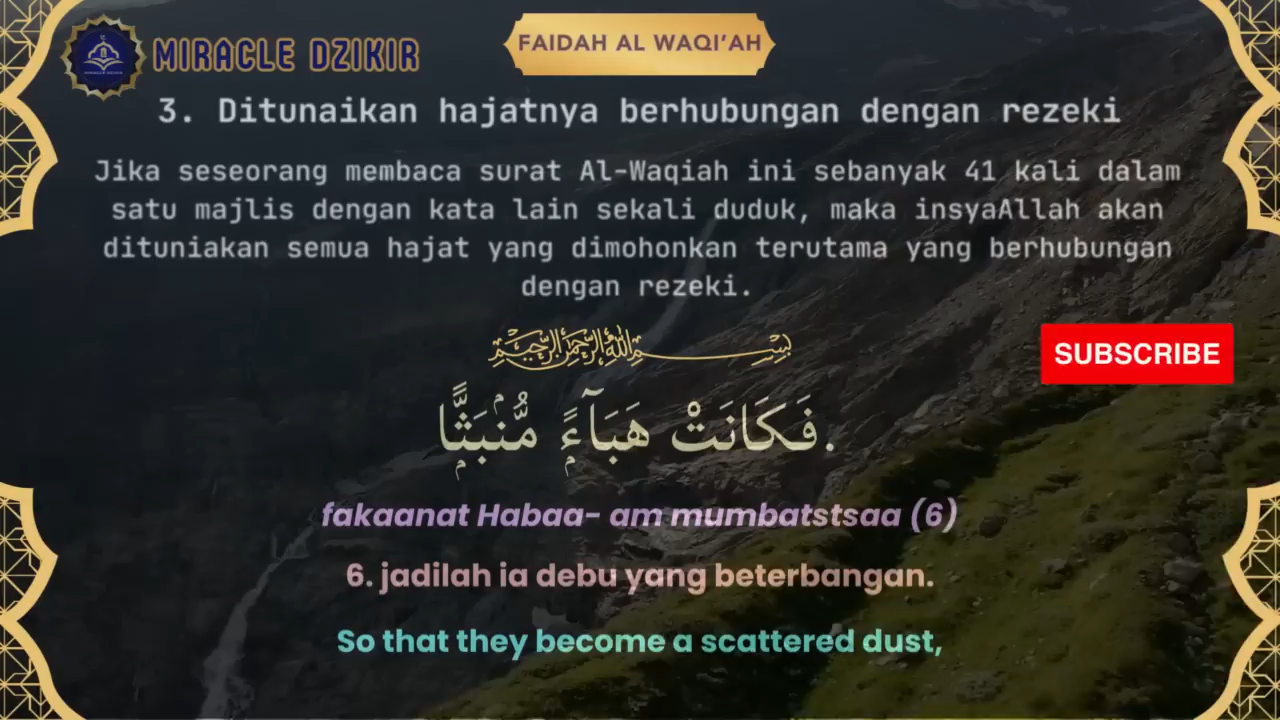 MIRACLE DZIKIR
FAIDAH AL WAQI’AH
3. Ditunaikan hajatnya berhubungan dengan rezeki
Jika seseorang membaca surat Al-Waqiah ini sebanyak 41 kali dalam
satu majlis dengan kata lain sekali duduk, maka insyaAllah akan
dituniakan semua hajat yang dimohonkan terutama yang berhubungan
dengan rezeki.
بِسْمِ اللَّهِ الرَّحْمَٰنِ الرَّحِيمِ
SUBSCRIBE
فَكَانَتْ هَبَآءًۭ مُّنۢبَثًّۭا.
fakaanat Habaa- am mumbatstsaa (6)
6. jadilah ia debu yang beterbangan.
So that they become a scattered dust,